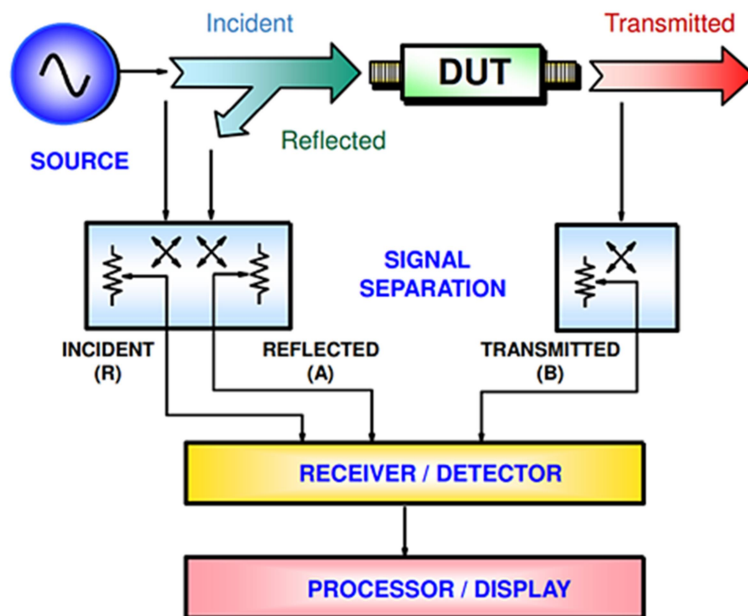 Incident
Transmitted
DUT
Reflected
SOURCE
SIGNAL
SEPARATION
INCIDENT
(R)
REFLECTED
(A)
TRANSMITTED
(B)
RECEIVER / DETECTOR
PROCESSOR / DISPLAY